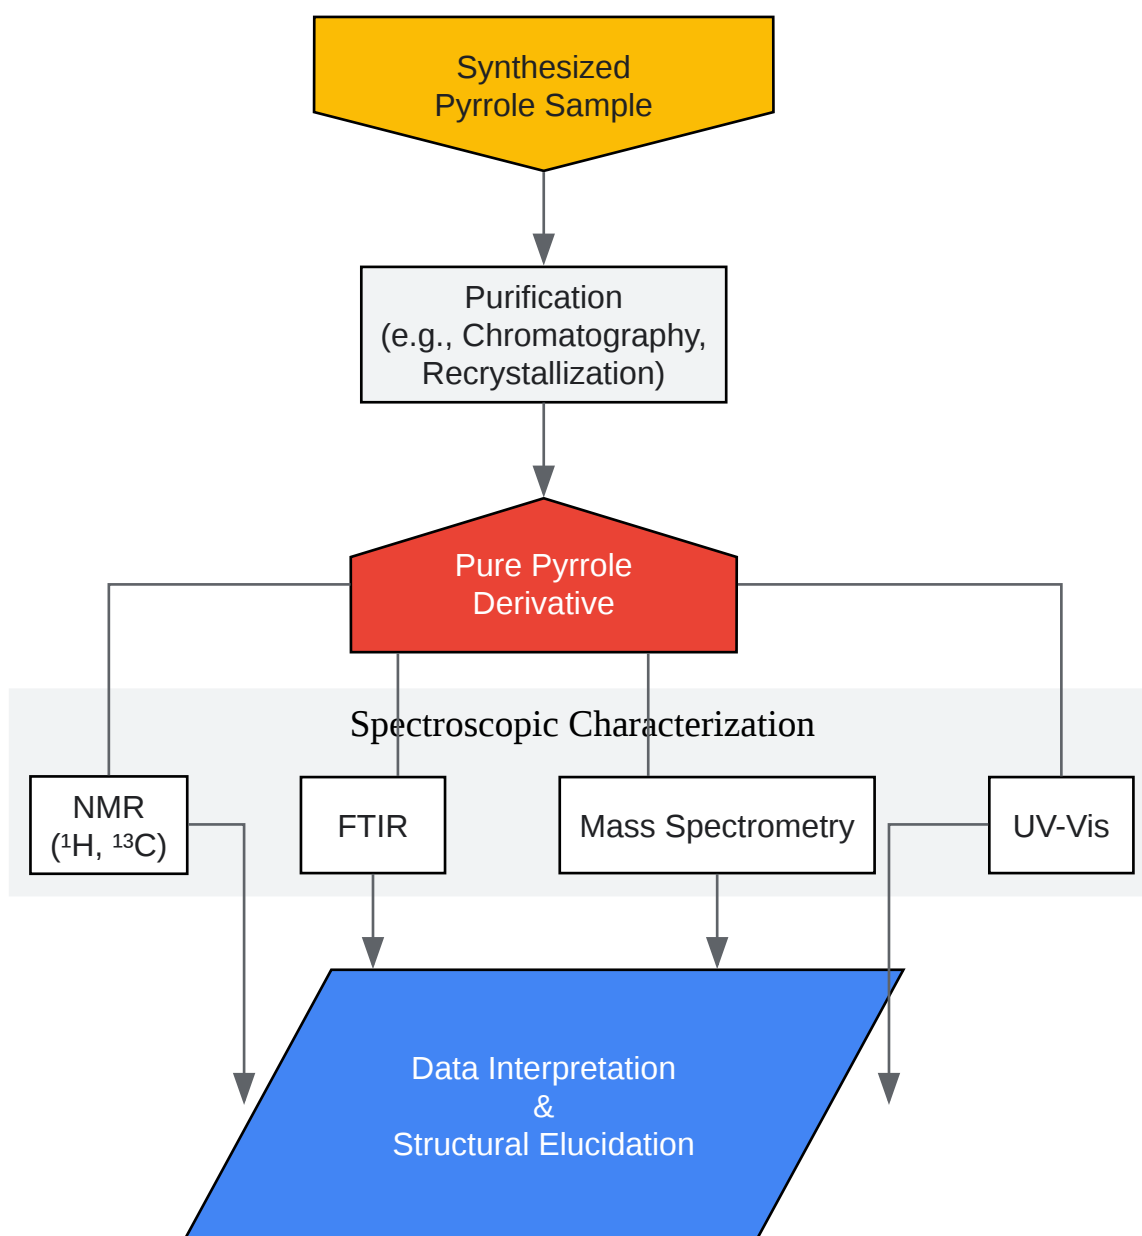 Synthesized
Pyrrole Sample
Purification
(e.g., Chromatography,
Recrystallization)
Pure Pyrrole
Derivative
Spectroscopic Characterization
NMR
(¹H, ¹³C)
FTIR
Mass Spectrometry
UV-Vis
Data Interpretation
&
Structural Elucidation